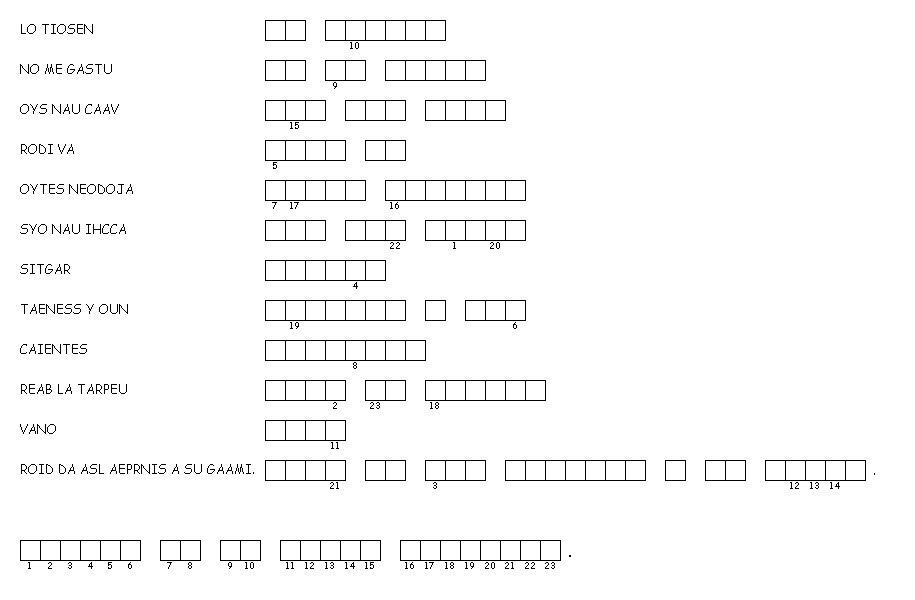 LO TIOSEN
10
NO ME GASTU
9
OYS NAU CAAV
15
RODI VA
5
OYTES NEODOJA
7 17 16
SYO NAU IHCCA
22 1 20
SITGAR
4
TAENESS Y OUN
19 6
CAIENTES
8
REAB LA TARPEU
2 23 18
VANO
11
ROID DA ASL AEPRNIS A SU GAAMI. .
21 3 12 13 14
.
1 2 3 4 5 6 7 8 9 10 11 12 13 14 15 16 17 18 19 20 21 22 23